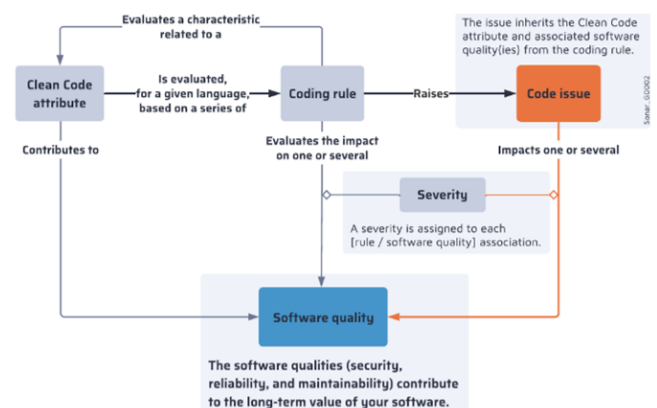 Evaluates a characteristic
related to a
The issue inherits the Clean Code
attribute and associated software
quality(ies) from the coding rule.
Clean Code
attribute
Is evaluated,
for a given language,
based on a series of
Coding rule
Raises
Code issue
Sonar_G0002
Contributes to
Evaluates the impact
on one or several
Impacts one or several
Severity
A severity is assigned to each
[rule / software quality] association.
Software quality
The software qualities (security,
reliability, and maintainability) contribute
to the long-term value of your software.